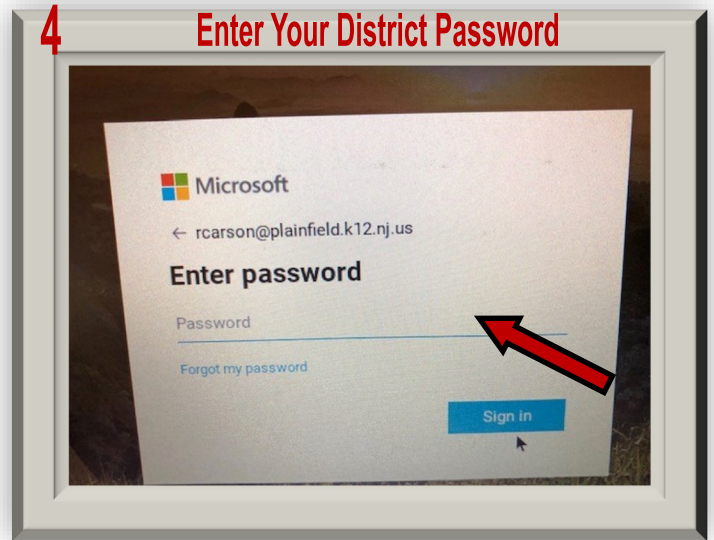 4 Enter Your District Password
Microsoft
← rcarson@plainfield.k12.nj.us
Enter password
Password
Forgot my password
Sign in